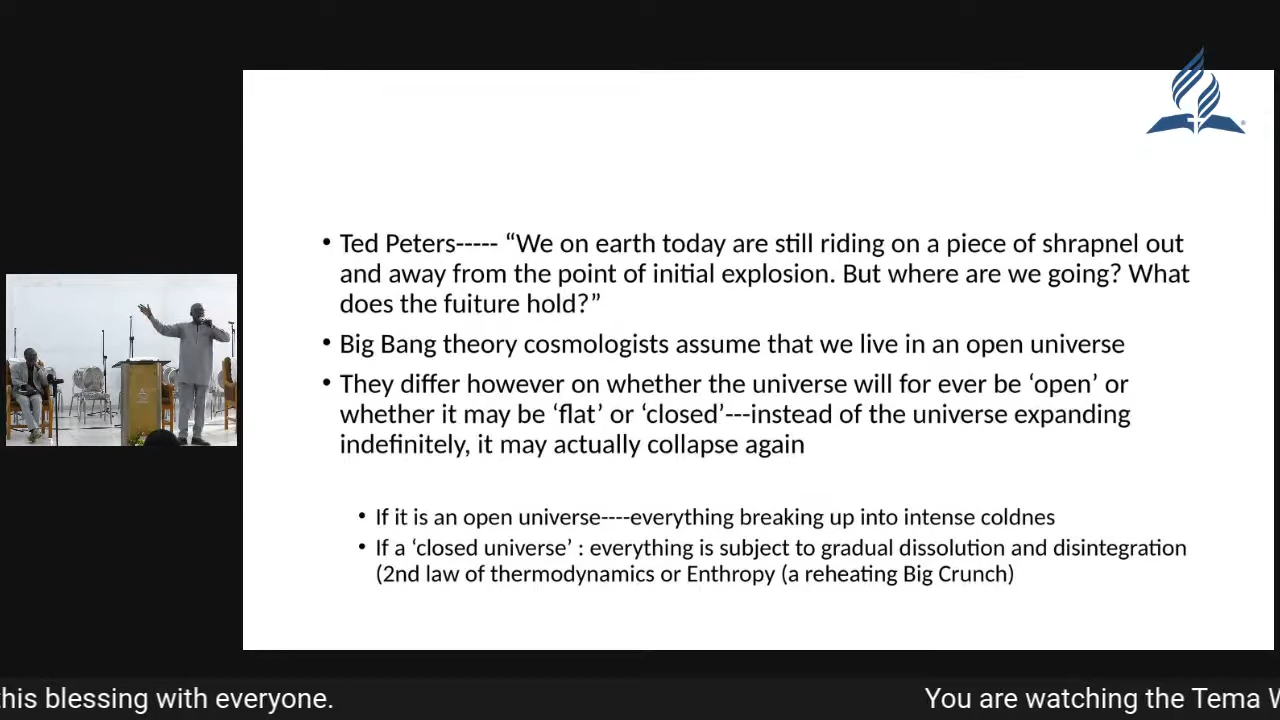 • Ted Peters----- “We on earth today are still riding on a piece of shrapnel out
and away from the point of initial explosion. But where are we going? What
does the fuiture hold?”
• Big Bang theory cosmologists assume that we live in an open universe
• They differ however on whether the universe will for ever be ‘open’ or
whether it may be ‘flat’ or ‘closed’---instead of the universe expanding
indefinitely, it may actually collapse again
• If it is an open universe----everything breaking up into intense coldnes
• If a ‘closed universe’ : everything is subject to gradual dissolution and disintegration
(2nd law of thermodynamics or Enthropy (a reheating Big Crunch)
this blessing with everyone. You are watching the Tema W